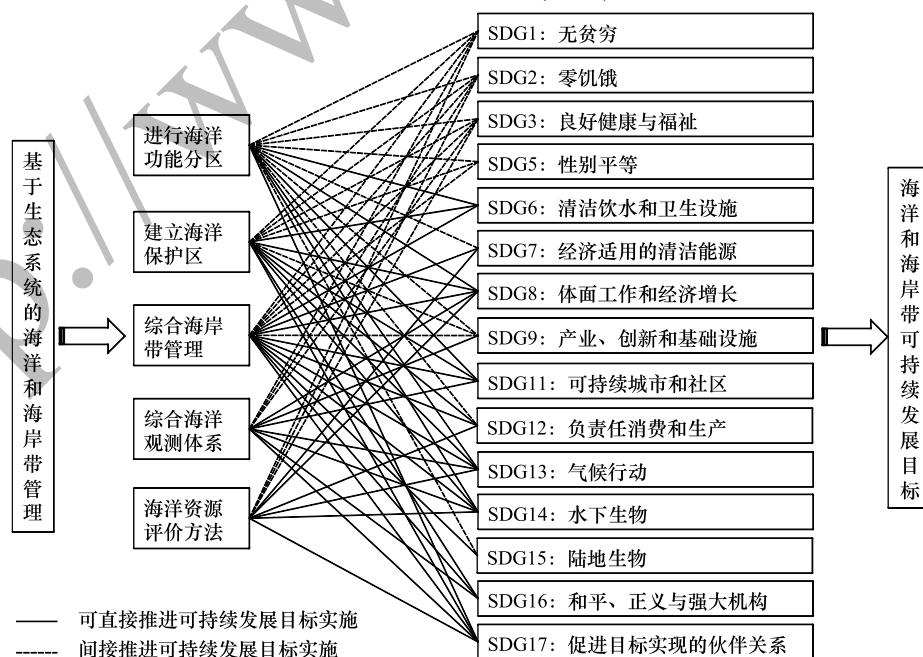 基于生态系统的海洋和海岸带管理
进行海洋
功能分区
建立海洋
保护区
综合海岸
带管理
综合海洋
观测体系
海洋资源
评价方法
SDG1：无贫穷
SDG2：零饥饿
SDG3：良好健康与福祉
SDG5：性别平等
SDG6：清洁饮水和卫生设施
SDG7：经济适用的清洁能源
SDG8：体面工作和经济增长
SDG9：产业、创新和基础设施
SDG11：可持续城市和社区
SDG12：负责任消费和生产
SDG13：气候行动
SDG14：水下生物
SDG15：陆地生物
SDG16：和平、正义与强大机构
SDG17：促进目标实现的伙伴关系
海洋和海岸带可持续发展目标
可直接推进可持续发展目标实施
间接推进可持续发展目标实施
p://ww